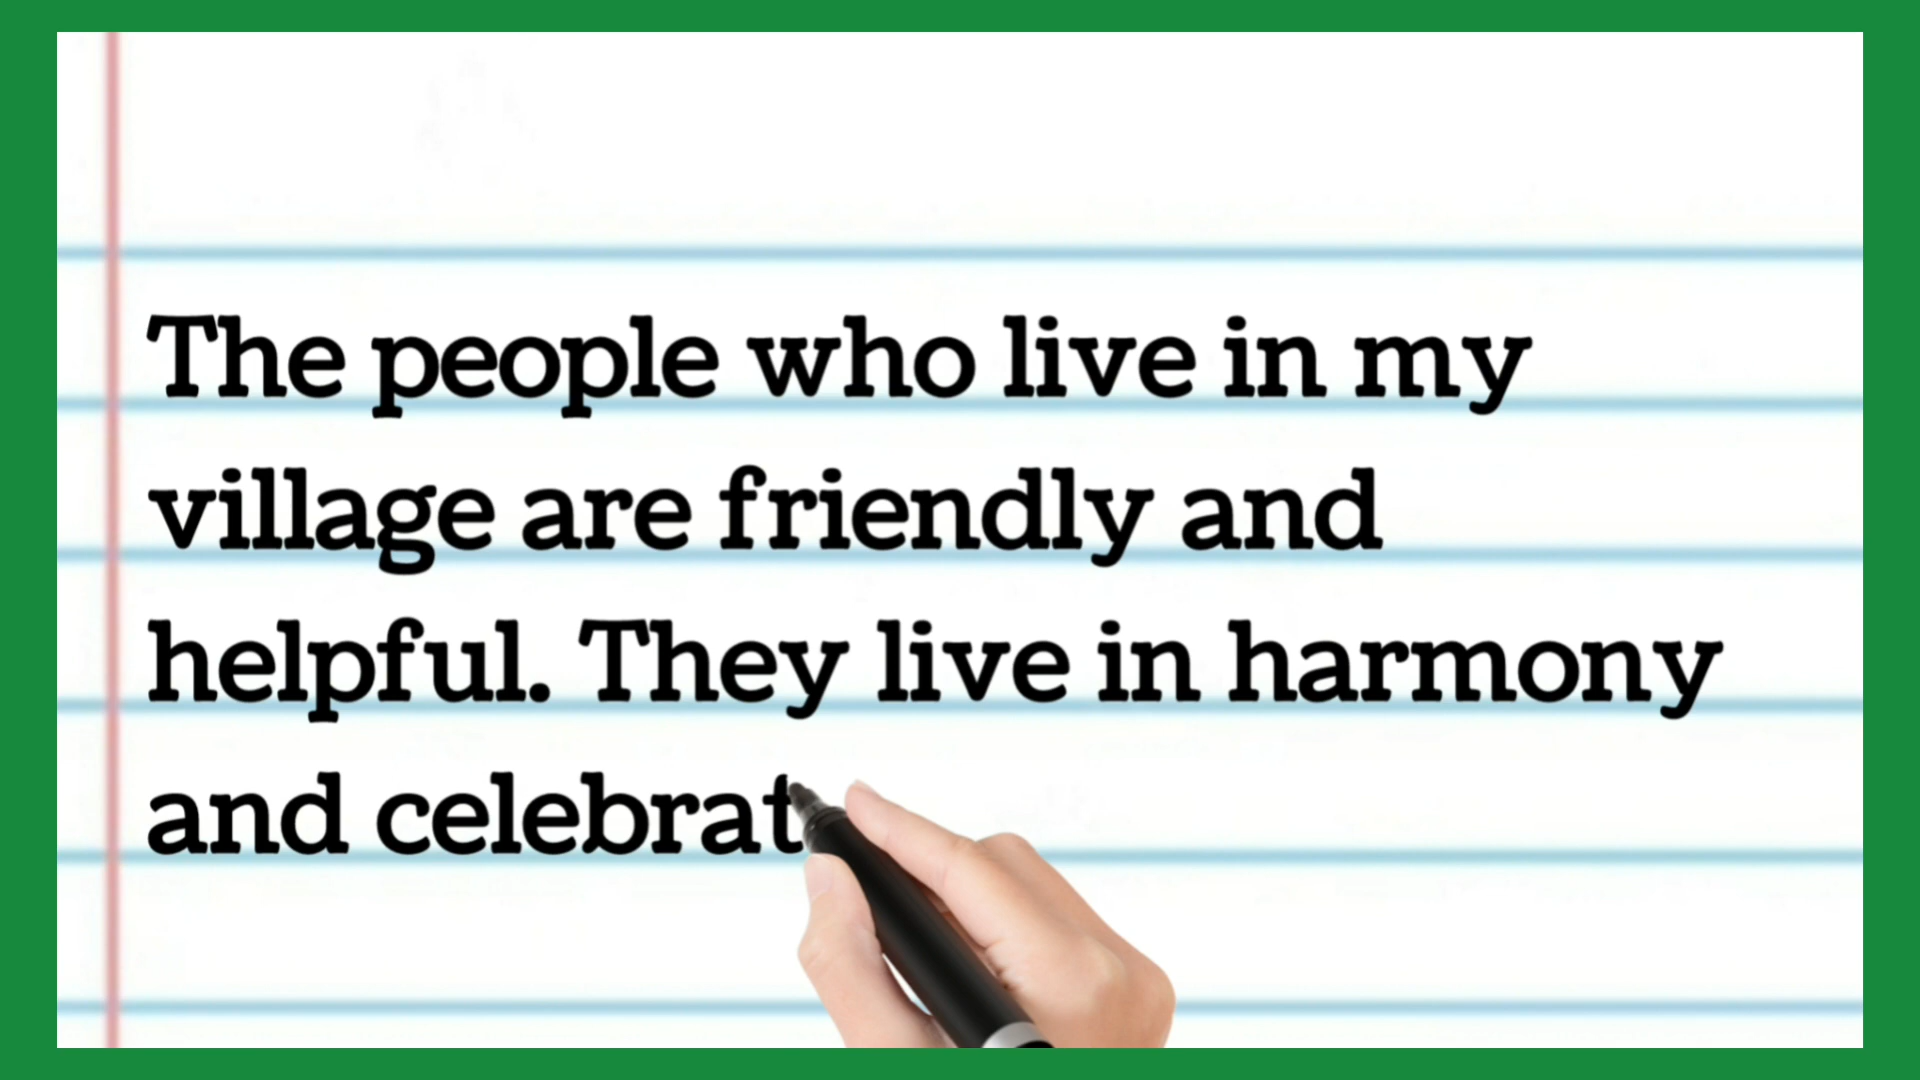 The people who live in my
village are friendly and
helpful. They live in harmony
and celebrat